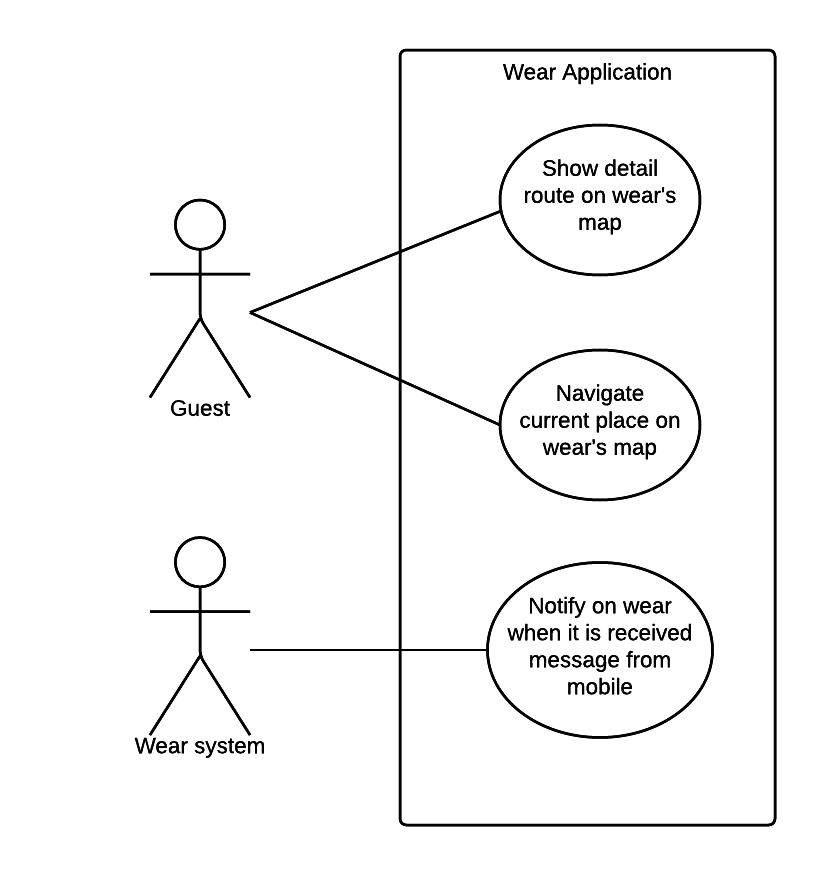 Wear Application
Show detail
route on wear's
map
Guest
Navigate
current place on
wear's map
Notify on wear
when it is received
message from
mobile
Wear system